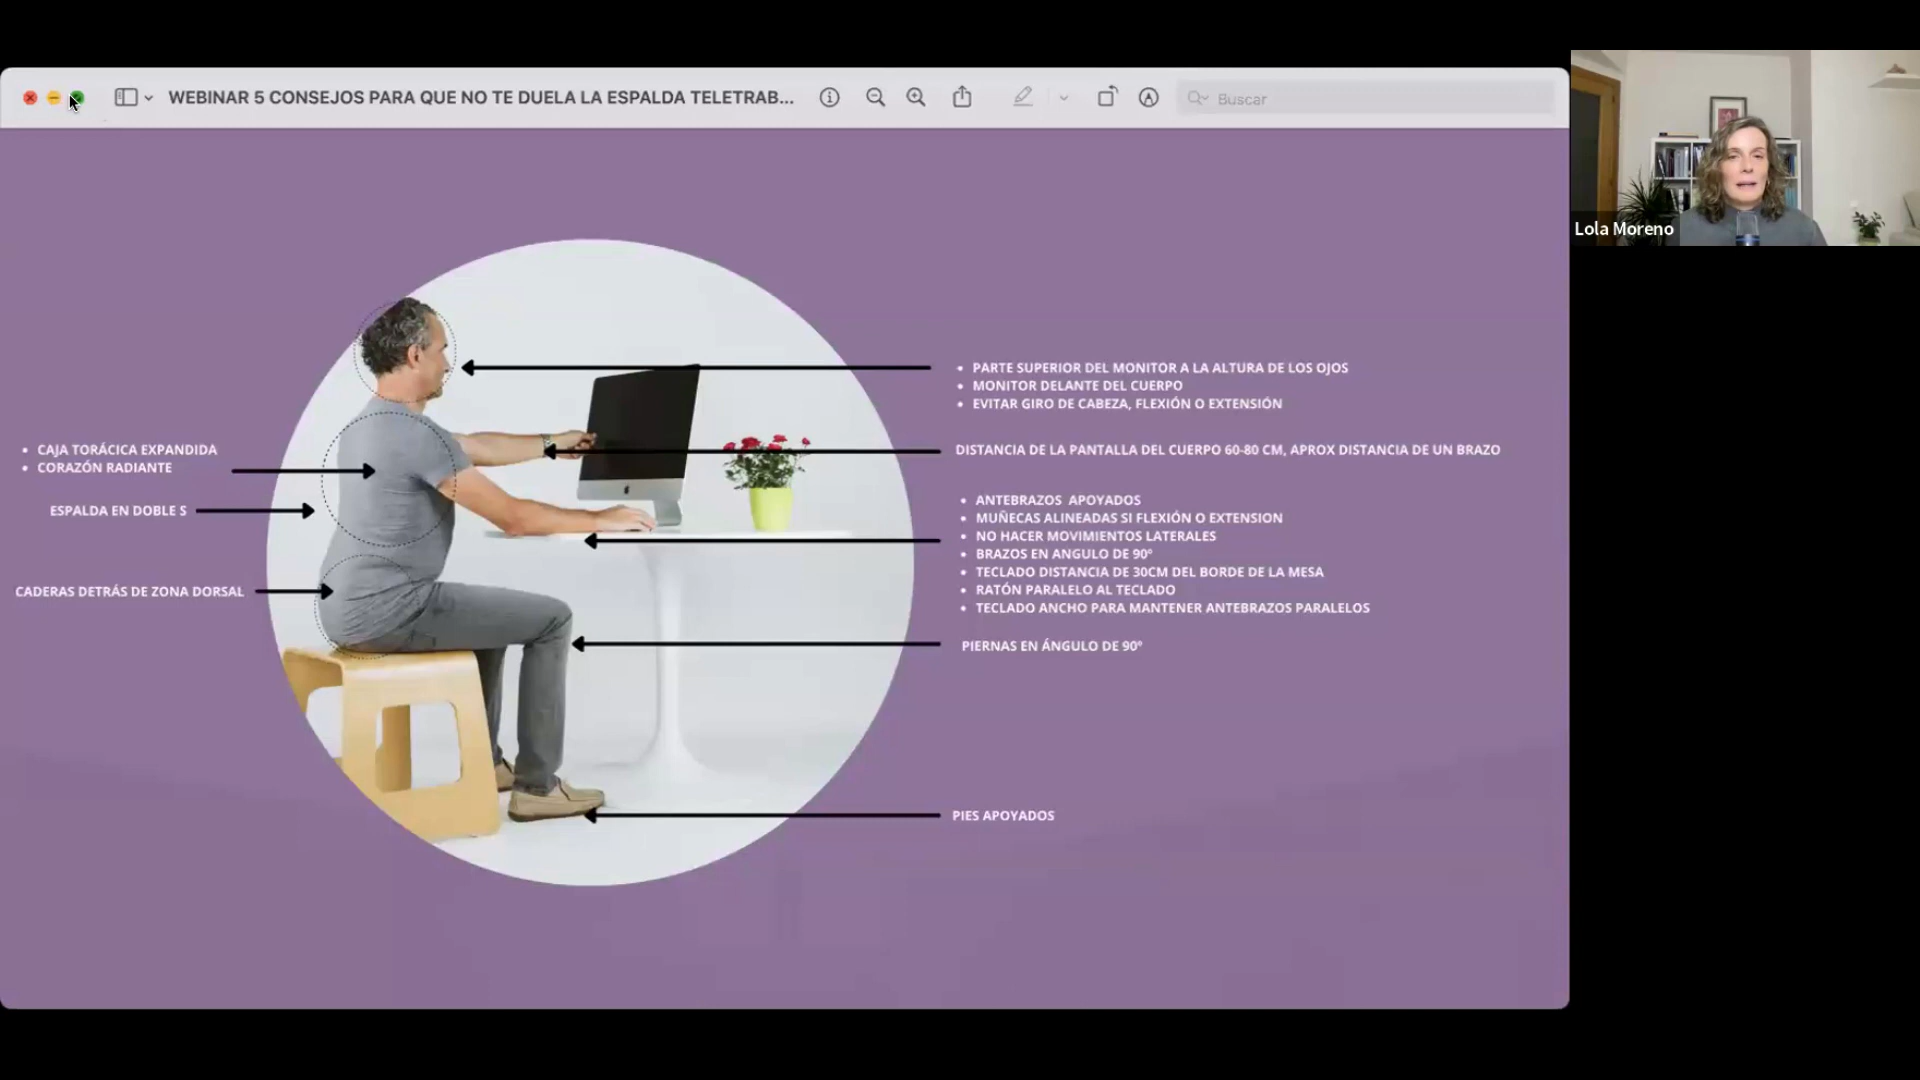 WEBINAR 5 CONSEJOS PARA QUE NO TE DUELA LA ESPALDA TELETRAB...
Buscar
Lola Moreno
PARTE SUPERIOR DEL MONITOR A LA ALTURA DE LOS OJOS
MONITOR DELANTE DEL CUERPO
EVITAR GIRO DE CABEZA, FLEXIÓN O EXTENSIÓN
CAJA TORÁCICA EXPANDIDA
CORAZÓN RADIANTE
DISTANCIA DE LA PANTALLA DEL CUERPO 60-80 CM, APROX DISTANCIA DE UN BRAZO
ESPALDA EN DOBLE S
ANTEBRAZOS APOYADOS
MUÑECAS ALINEADAS SI FLEXIÓN O EXTENSION
NO HACER MOVIMIENTOS LATERALES
BRAZOS EN ANGULO DE 90º
TECLADO DISTANCIA DE 30CM DEL BORDE DE LA MESA
RATÓN PARALELO AL TECLADO
TECLADO ANCHO PARA MANTENER ANTEBRAZOS PARALELOS
CADERAS DETRÁS DE ZONA DORSAL
PIERNAS EN ÁNGULO DE 90º
PIES APOYADOS